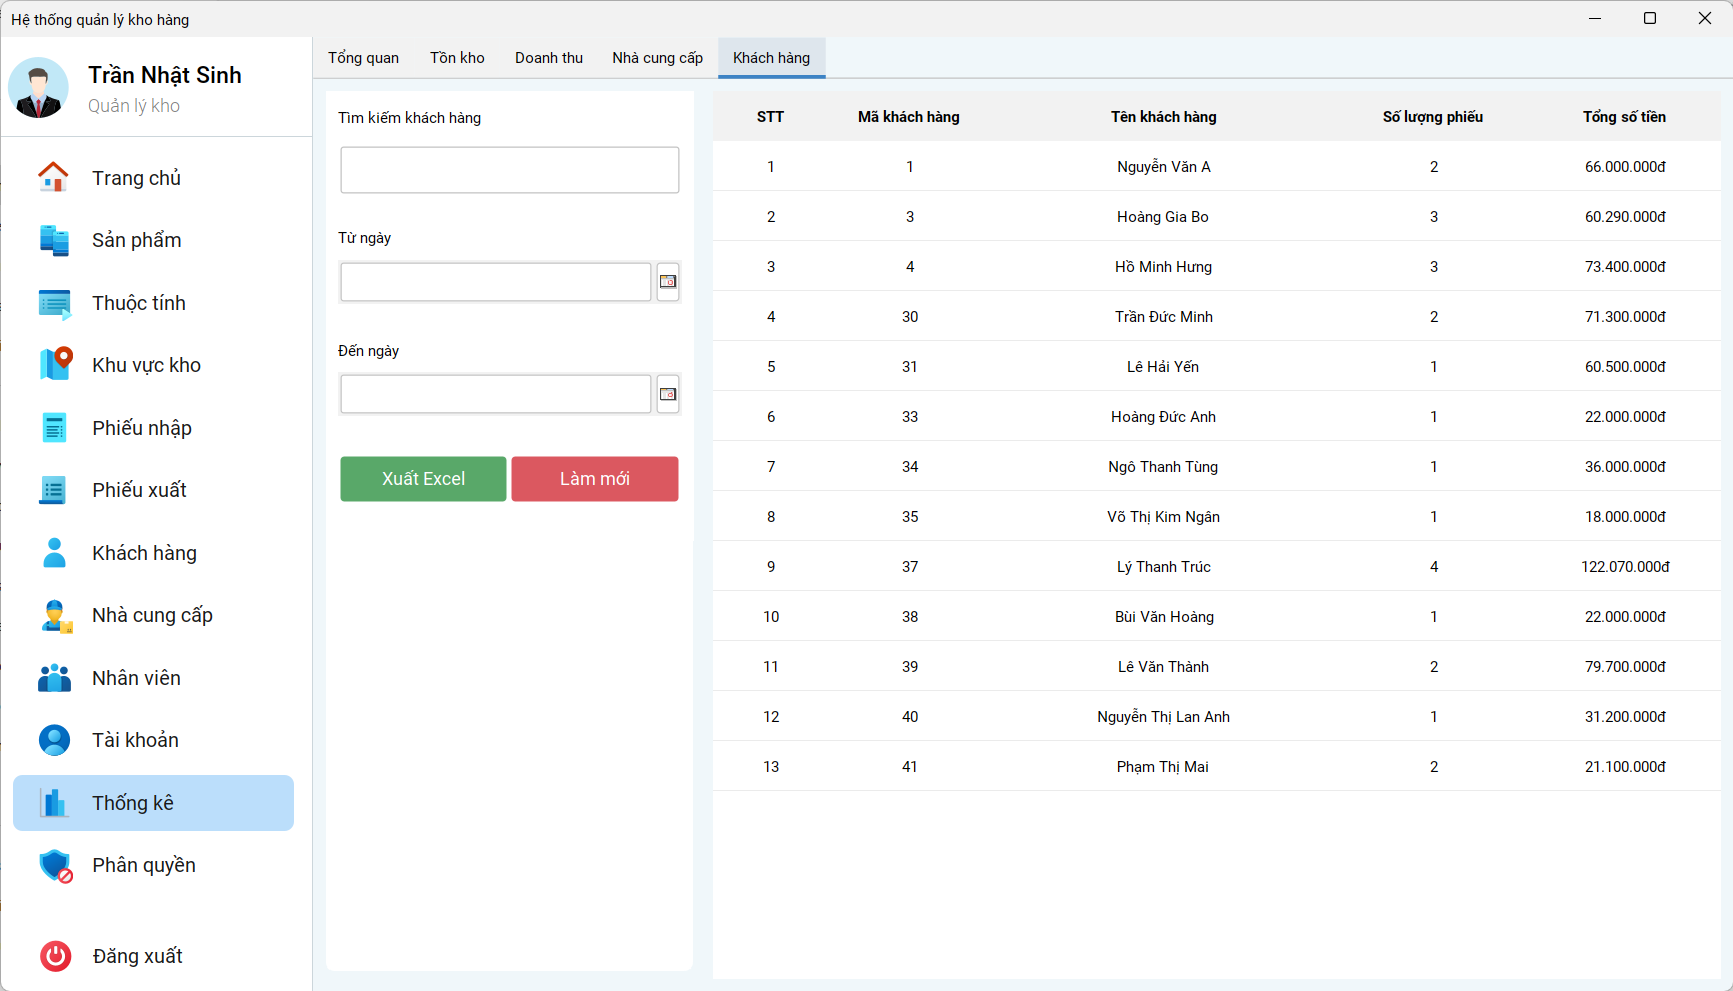 Hệ thống quản lý kho hàng
Trần Nhật Sinh
Quản lý kho
Trang chủ
Sản phẩm
Thuộc tính
Khu vực kho
Phiếu nhập
Phiếu xuất
Khách hàng
Nhà cung cấp
Nhân viên
Tài khoản
Thống kê
Phân quyền
Đăng xuất
Tổng quan Tồn kho Doanh thu Nhà cung cấp Khách hàng
Tìm kiếm khách hàng
Từ ngày
Đến ngày
Xuất Excel Làm mới
STT Mã khách hàng Tên khách hàng Số lượng phiếu Tổng số tiền
1 1 Nguyễn Văn A 2 66.000.000đ
2 3 Hoàng Gia Bo 3 60.290.000đ
3 4 Hồ Minh Hưng 3 73.400.000đ
4 30 Trần Đức Minh 2 71.300.000đ
5 31 Lê Hải Yến 1 60.500.000đ
6 33 Hoàng Đức Anh 1 22.000.000đ
7 34 Ngô Thanh Tùng 1 36.000.000đ
8 35 Võ Thị Kim Ngân 1 18.000.000đ
9 37 Lý Thanh Trúc 4 122.070.000đ
10 38 Bùi Văn Hoàng 1 22.000.000đ
11 39 Lê Văn Thành 2 79.700.000đ
12 40 Nguyễn Thị Lan Anh 1 31.200.000đ
13 41 Phạm Thị Mai 2 21.100.000đ